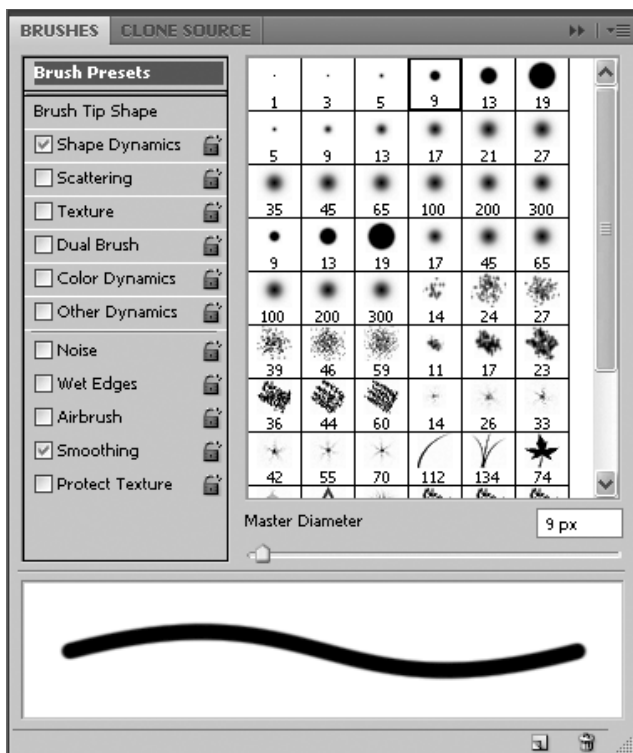 BRUSHES CLONE SOURCE
Brush Presets
Brush Tip Shape
Shape Dynamics
Scattering
Texture
Dual Brush
Color Dynamics
Other Dynamics
Noise
Wet Edges
Airbrush
Smoothing
Protect Texture
1 3 5 9 13 19
5 9 13 17 21 27
35 45 65 100 200 300
9 13 19 17 45 65
100 200 300 14 24 27
39 46 59 11 17 23
36 44 60 14 26 33
42 55 70 112 134 74
Master Diameter 9 px